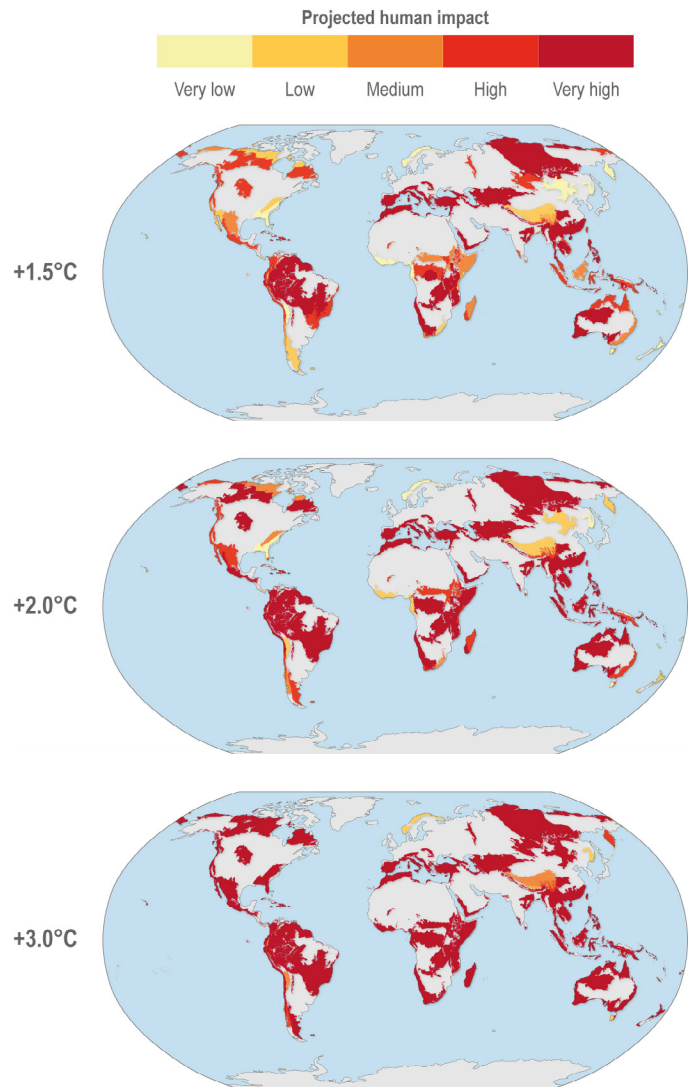 Projected human impact
Very low Low Medium High Very high
+1.5°C
+2.0°C
+3.0°C